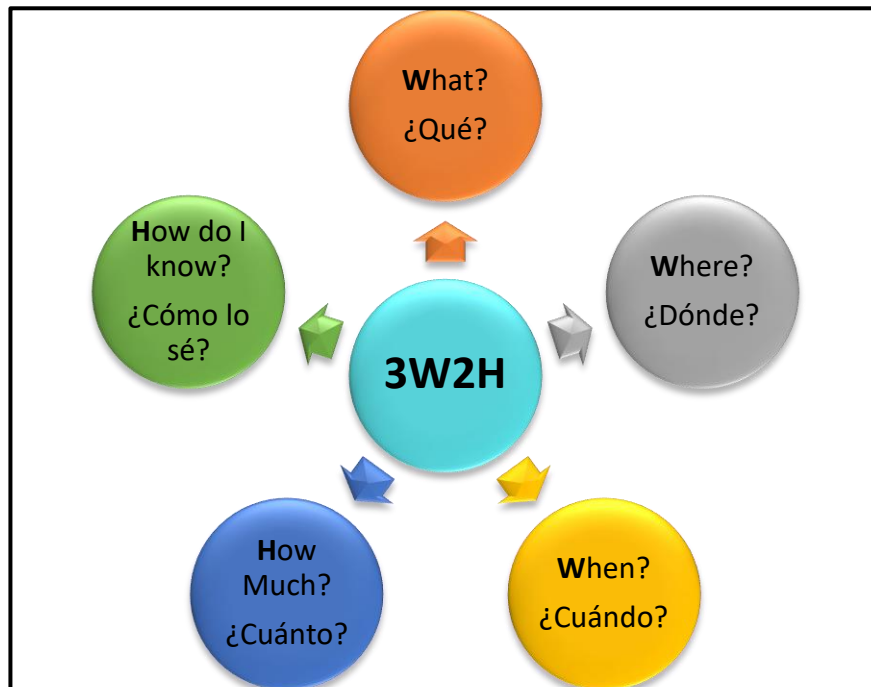 What?
¿Qué?
How do I
know?
¿Cómo lo
sé?
Where?
¿Dónde?
3W2H
How
Much?
¿Cuánto?
When?
¿Cuándo?